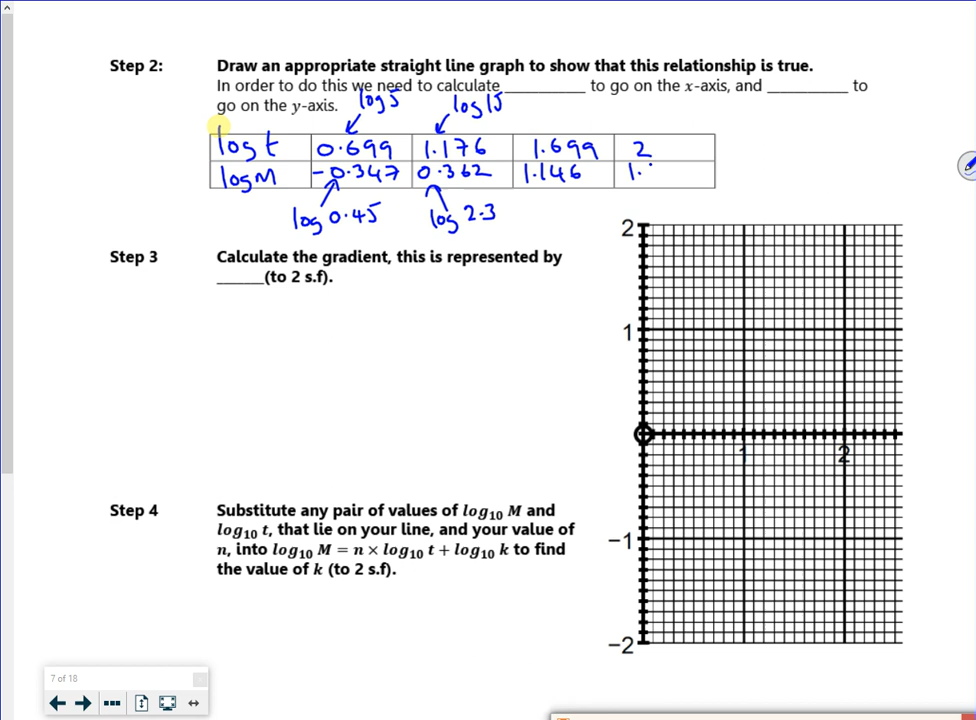 Step 2: Draw an appropriate straight line graph to show that this relationship is true.
In order to do this we need to calculate __________ to go on the x-axis, and __________ to
go on the y-axis. log 5 log 15
log t 0.699 1.176 1.699 2
log M -0.347 0.362 1.146 1.
log 0.45 log 2.3
Step 3 Calculate the gradient, this is represented by
______(to 2 s.f).
Step 4 Substitute any pair of values of log₁₀ M and
log₁₀ t, that lie on your line, and your value of
n, into log₁₀ M = n × log₁₀ t + log₁₀ k to find
the value of k (to 2 s.f).
2
1
1 2
−1
−2
7 of 18